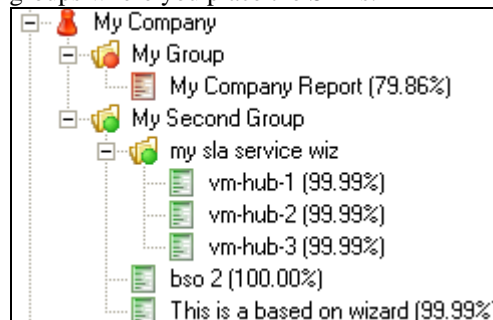 My Company
My Group
My Company Report (79.86%)
My Second Group
my sla service wiz
vm-hub-1 (99.99%)
vm-hub-2 (99.99%)
vm-hub-3 (99.99%)
bso 2 (100.00%)
This is a based on wizard (99.99%